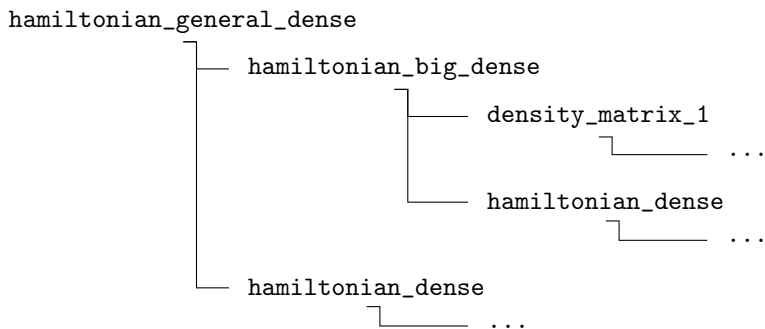 hamiltonian_general_dense
hamiltonian_big_dense
density_matrix_1
...
hamiltonian_dense
...
hamiltonian_dense
...